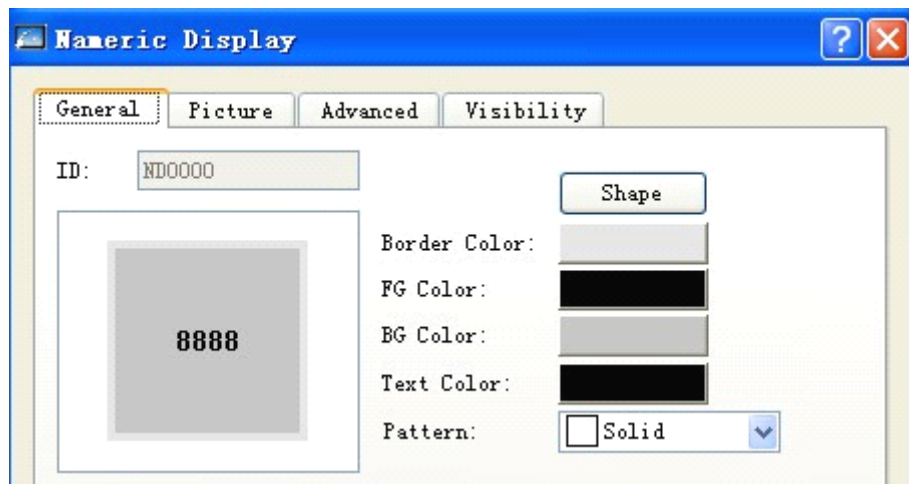 Nameric Display
General Picture Advanced Visibility
ID: ND0000
Shape
Border Color:
FG Color:
8888
BG Color:
Text Color:
Pattern: Solid